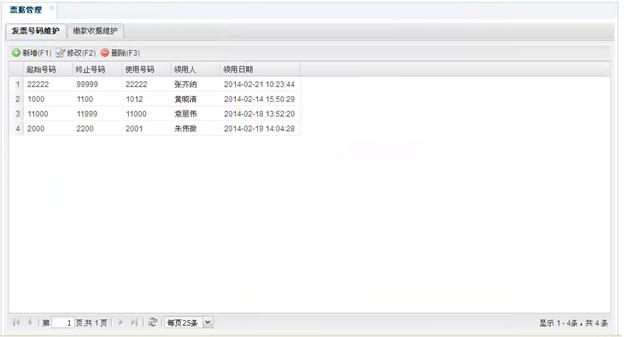 票据管理
发票号码维护 缴款收据维护
新增(F1) 修改(F2) 删除(F3)
起始号码 终止号码 使用号码 领用人 领用日期
1 22222 99999 22222 张齐纳 2014-02-21 10:23:44
2 1000 1100 1012 黄晓清 2014-02-14 15:50:29
3 11000 11999 11000 袁丽伟 2014-02-18 13:52:20
4 2000 2200 2001 朱伟微 2014-02-19 14:04:28
第 1 页,共 1 页 每页25条 显示 1 - 4条，共 4 条